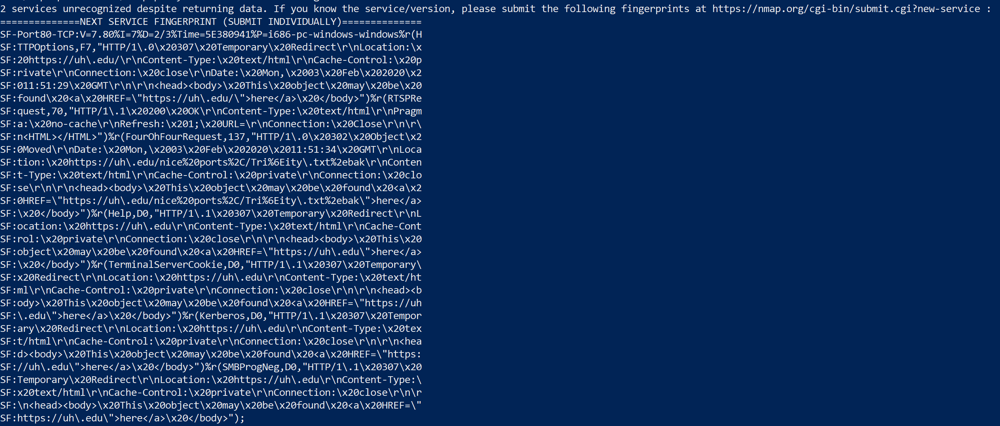 2 services unrecognized despite returning data. If you know the service/version, please submit the following fingerprints at https://nmap.org/cgi-bin/submit.cgi?new-service :
==============NEXT SERVICE FINGERPRINT (SUBMIT INDIVIDUALLY)==============
SF-Port80-TCP:V=7.80%I=7%D=2/3%Time=5E380941%P=i686-pc-windows-windows%r(H
SF:TTPOptions,F7,"HTTP/1\.0\x20307\x20Temporary\x20Redirect\r\nLocation:\x
SF:20https://uh\.edu/\r\nContent-Type:\x20text/html\r\nCache-Control:\x20p
SF:rivate\r\nConnection:\x20close\r\nDate:\x20Mon,\x2003\x20Feb\x202020\x2
SF:011:51:29\x20GMT\r\n\r\n<head><body>\x20This\x20object\x20may\x20be\x20
SF:found\x20<a\x20HREF=\"https://uh\.edu/\">here</a>\x20</body>")%r(RTSPRe
SF:quest,70,"HTTP/1\.1\x20200\x20OK\r\nContent-Type:\x20text/html\r\nPragm
SF:a:\x20no-cache\r\nRefresh:\x201;\x20URL=\r\nConnection:\x20Close\r\n\r\
SF:n<HTML></HTML>")%r(FourOhFourRequest,137,"HTTP/1\.0\x20302\x20Object\x2
SF:0Moved\r\nDate:\x20Mon,\x2003\x20Feb\x202020\x2011:51:34\x20GMT\r\nLoca
SF:tion:\x20https://uh\.edu/nice%20ports%2C/Tri%6Eity\.txt%2ebak\r\nConten
SF:t-Type:\x20text/html\r\nCache-Control:\x20private\r\nConnection:\x20clo
SF:se\r\n\r\n<head><body>\x20This\x20object\x20may\x20be\x20found\x20<a\x2
SF:0HREF=\"https://uh\.edu/nice%20ports%2C/Tri%6Eity\.txt%2ebak\">here</a>
SF:\x20</body>")%r(Help,D0,"HTTP/1\.1\x20307\x20Temporary\x20Redirect\r\nL
SF:ocation:\x20https://uh\.edu\r\nContent-Type:\x20text/html\r\nCache-Cont
SF:rol:\x20private\r\nConnection:\x20close\r\n\r\n<head><body>\x20This\x20
SF:object\x20may\x20be\x20found\x20<a\x20HREF=\"https://uh\.edu\">here</a>
SF:\x20</body>")%r(TerminalServerCookie,D0,"HTTP/1\.1\x20307\x20Temporary\
SF:x20Redirect\r\nLocation:\x20https://uh\.edu\r\nContent-Type:\x20text/ht
SF:ml\r\nCache-Control:\x20private\r\nConnection:\x20close\r\n\r\n<head><b
SF:ody>\x20This\x20object\x20may\x20be\x20found\x20<a\x20HREF=\"https://uh
SF:\.edu\">here</a>\x20</body>")%r(Kerberos,D0,"HTTP/1\.1\x20307\x20Tempor
SF:ary\x20Redirect\r\nLocation:\x20https://uh\.edu\r\nContent-Type:\x20tex
SF:t/html\r\nCache-Control:\x20private\r\nConnection:\x20close\r\n\r\n<hea
SF:d><body>\x20This\x20object\x20may\x20be\x20found\x20<a\x20HREF=\"https:
SF://uh\.edu\">here</a>\x20</body>")%r(SMBProgNeg,D0,"HTTP/1\.1\x20307\x20
SF:Temporary\x20Redirect\r\nLocation:\x20https://uh\.edu\r\nContent-Type:\
SF:x20text/html\r\nCache-Control:\x20private\r\nConnection:\x20close\r\n\r
SF:\n<head><body>\x20This\x20object\x20may\x20be\x20found\x20<a\x20HREF=\"
SF:https://uh\.edu\">here</a>\x20</body>");